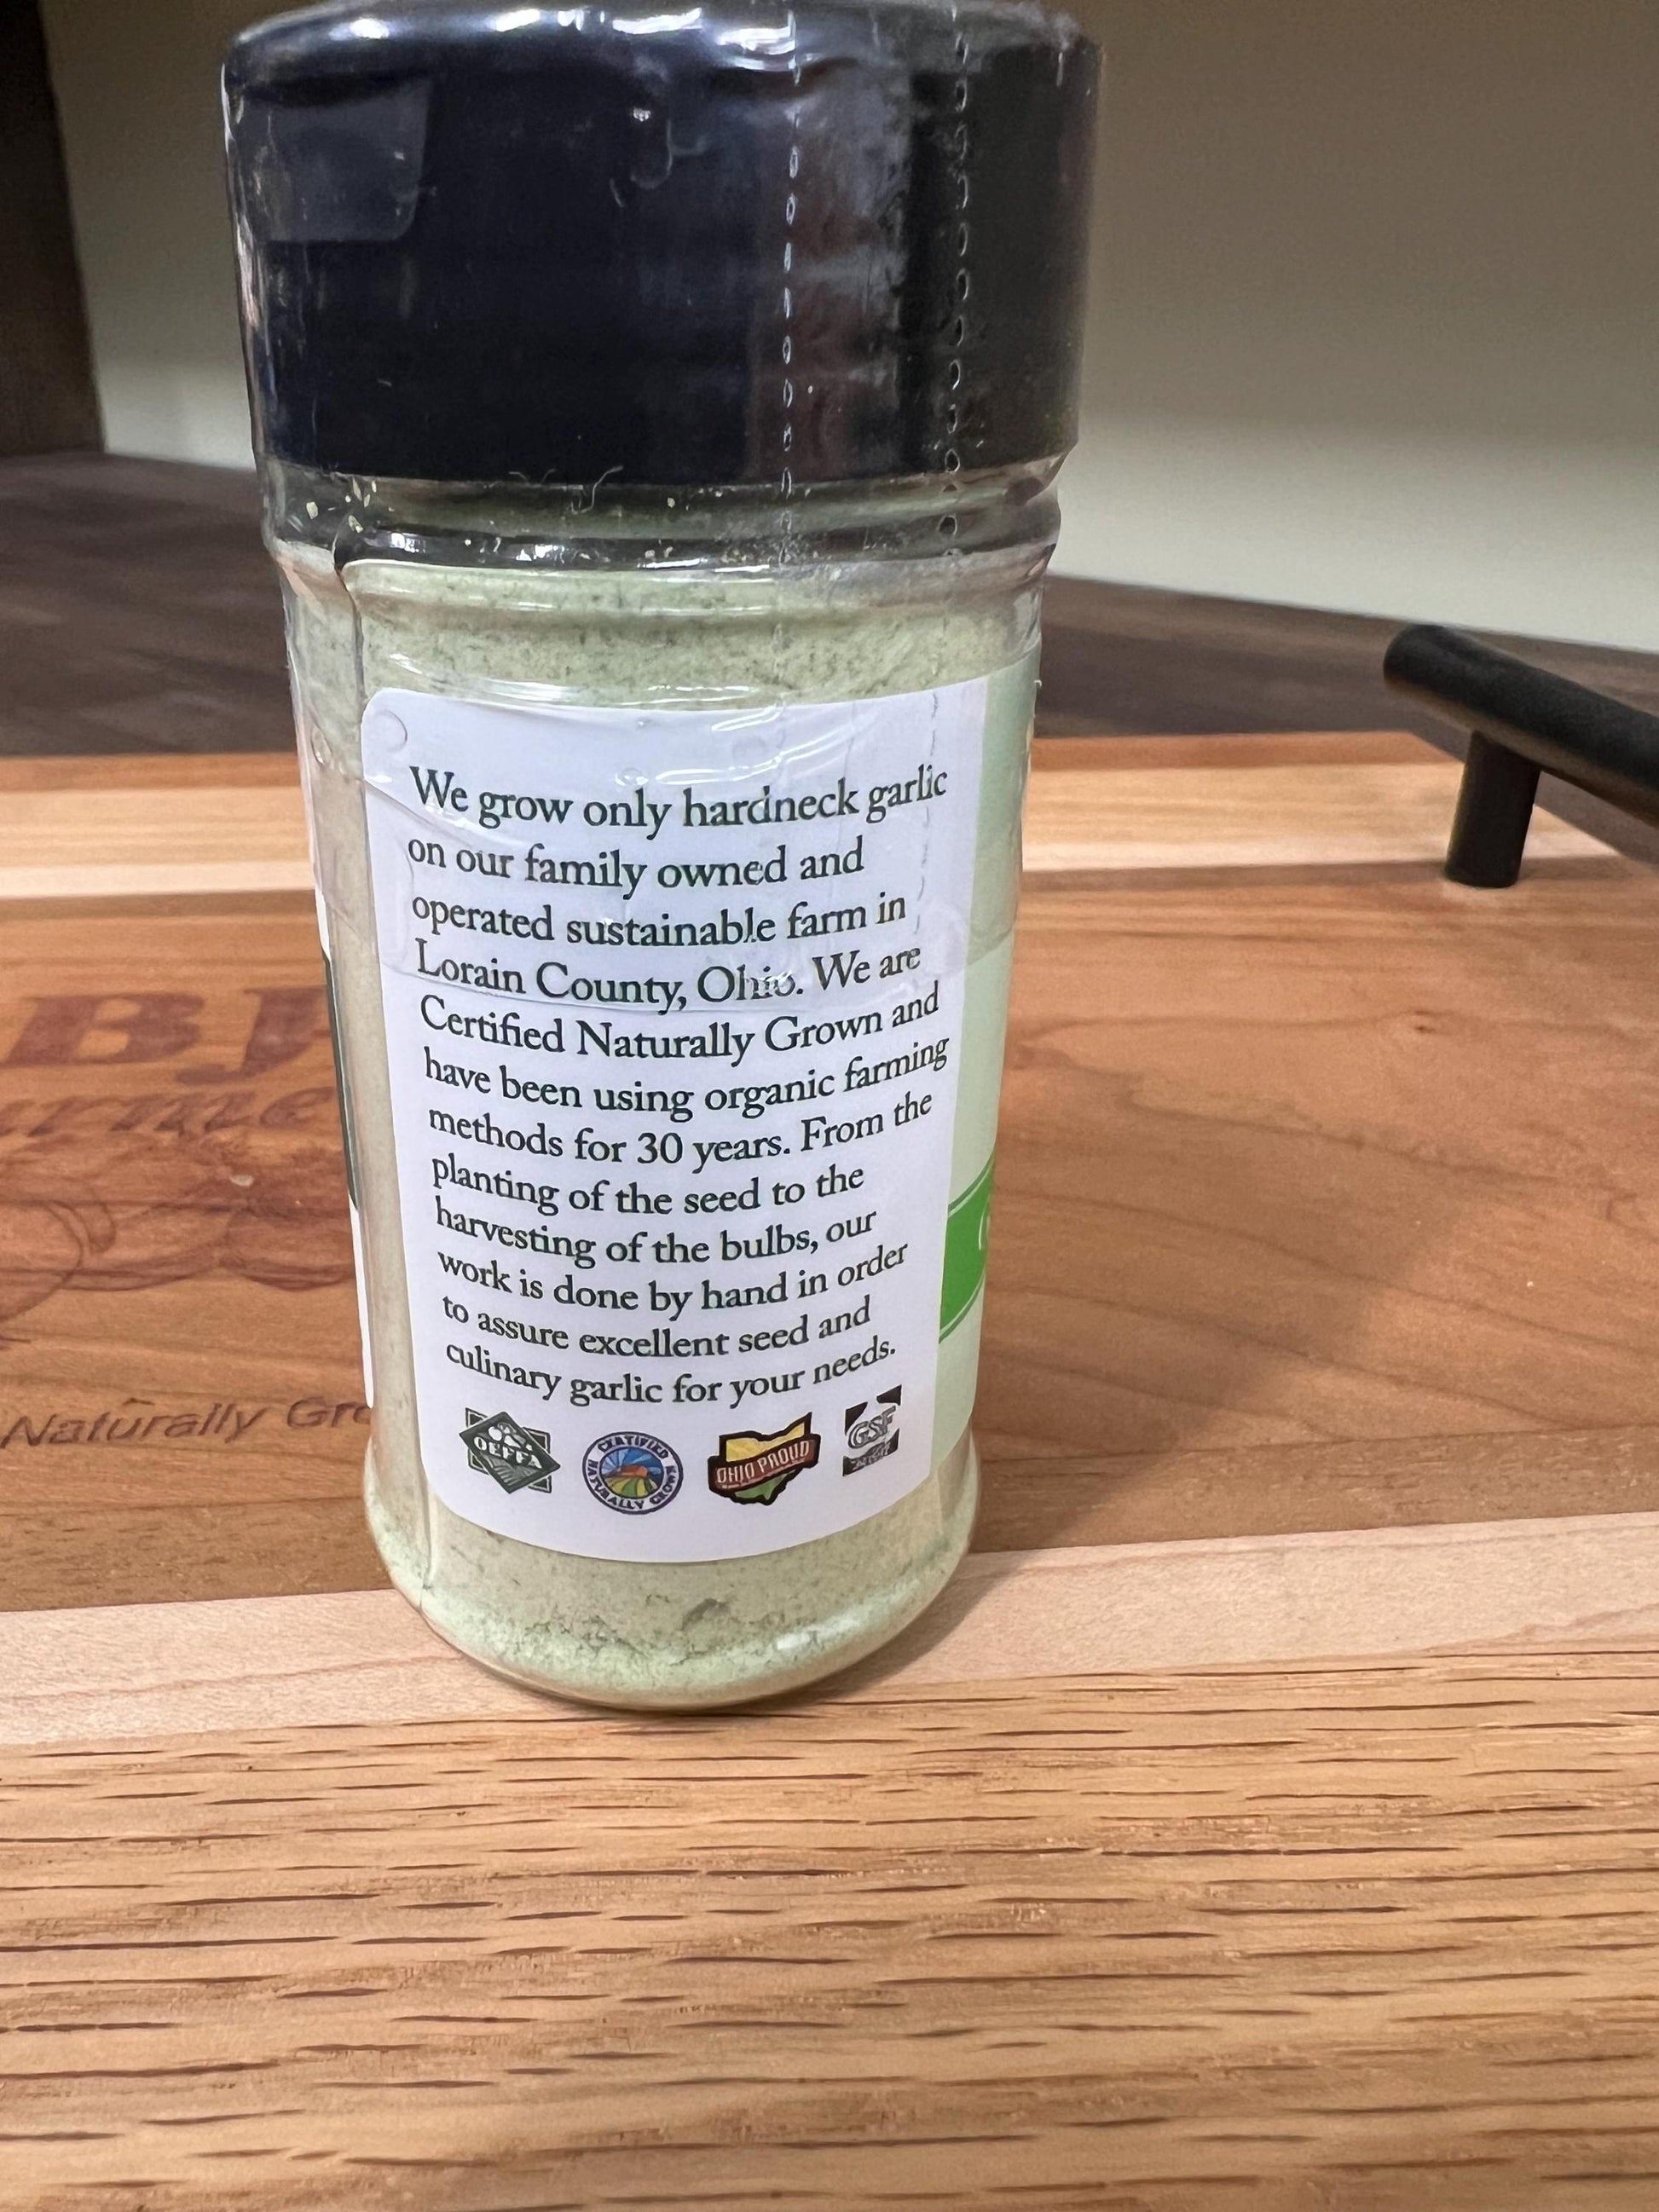 We grow only hardneck garlic
on our family owned and
operated sustainable farm in
Lorain County, Ohio. We are
Certified Naturally Grown and
have been using organic farming
methods for 30 years. From the
planting of the seed to the
harvesting of the bulbs, our
work is done by hand in order
to assure excellent seed and
culinary garlic for your needs.
OEFFA
CERTIFIED
NATURALLY GROWN
OHIO PROUD
GSF
Naturally